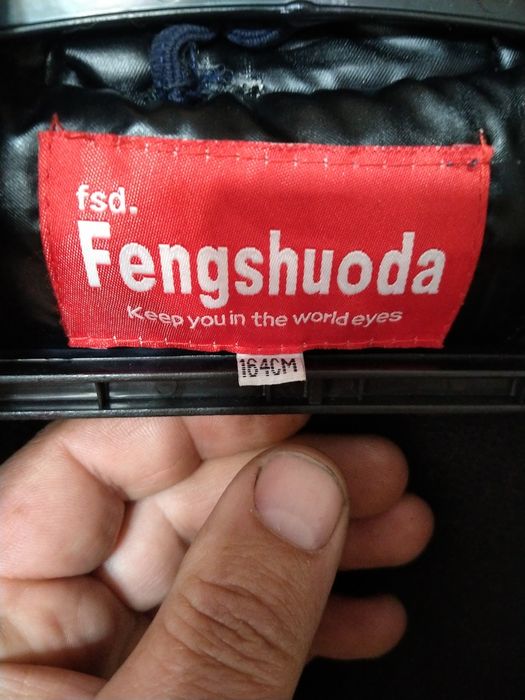 fsd.
Fengshuoda
Keep you in the world eyes
164CM